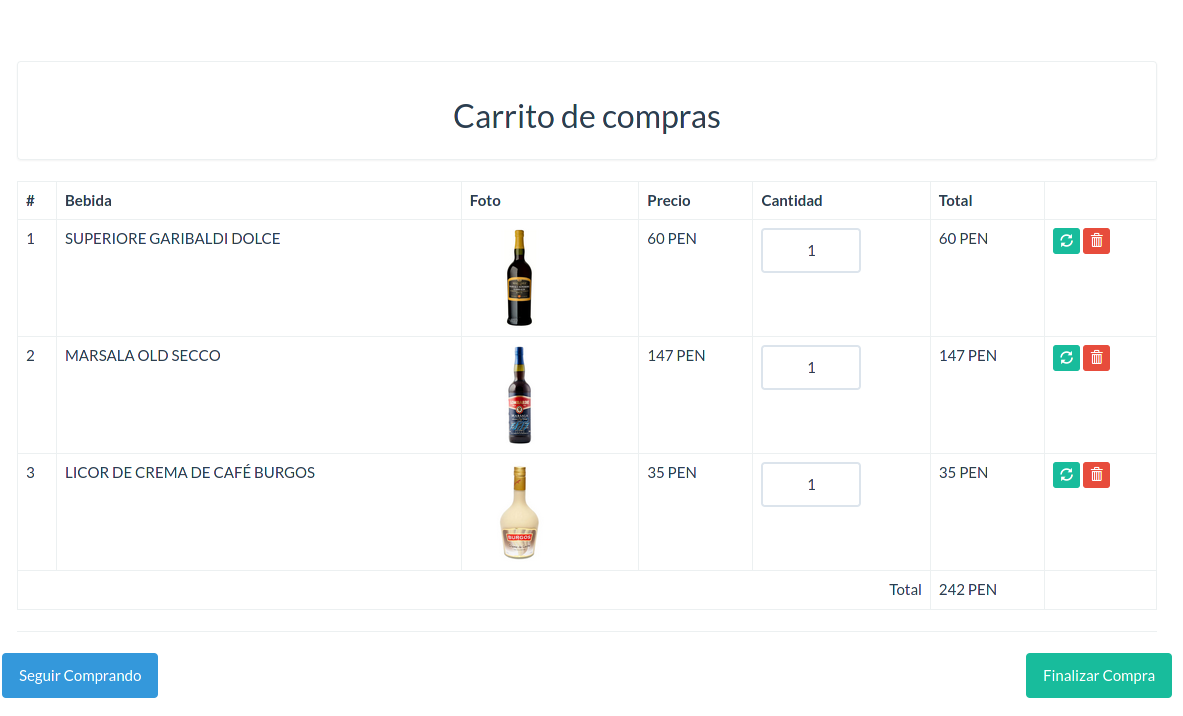 Carrito de compras
# Bebida Foto Precio Cantidad Total
1 SUPERIORE GARIBALDI DOLCE 60 PEN 1 60 PEN
2 MARSALA OLD SECCO 147 PEN 1 147 PEN
3 LICOR DE CREMA DE CAFÉ BURGOS 35 PEN 1 35 PEN
BURGOS
Total 242 PEN
Seguir Comprando Finalizar Compra